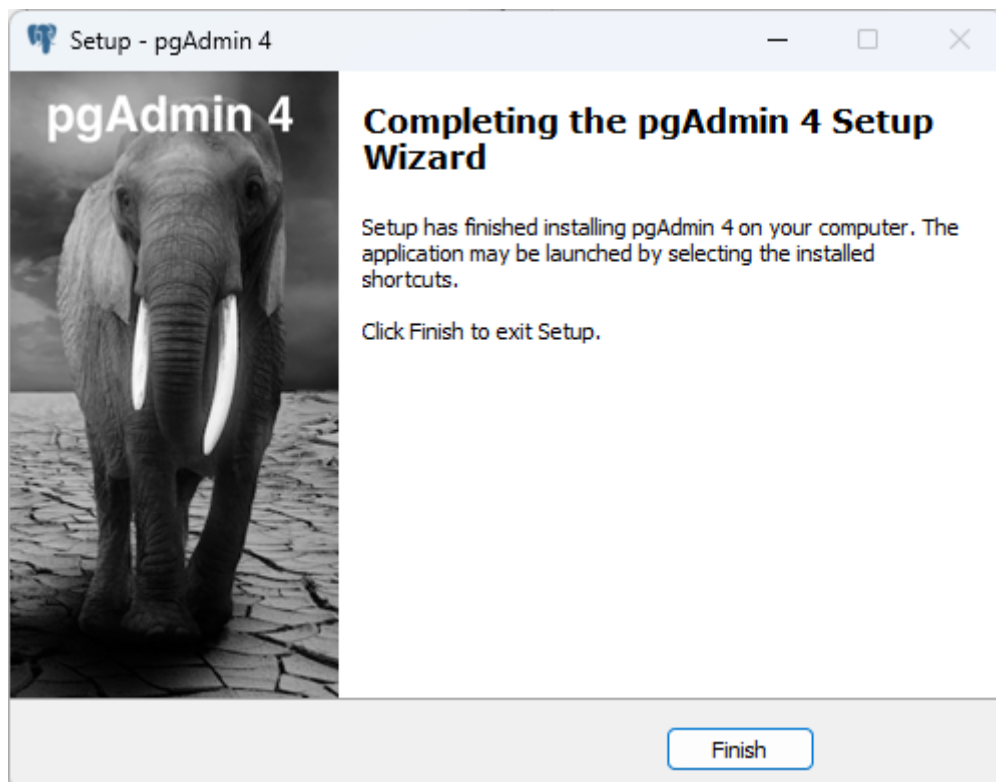 Setup - pgAdmin 4
pgAdmin 4
Completing the pgAdmin 4 Setup
Wizard
Setup has finished installing pgAdmin 4 on your computer. The
application may be launched by selecting the installed
shortcuts.
Click Finish to exit Setup.
Finish